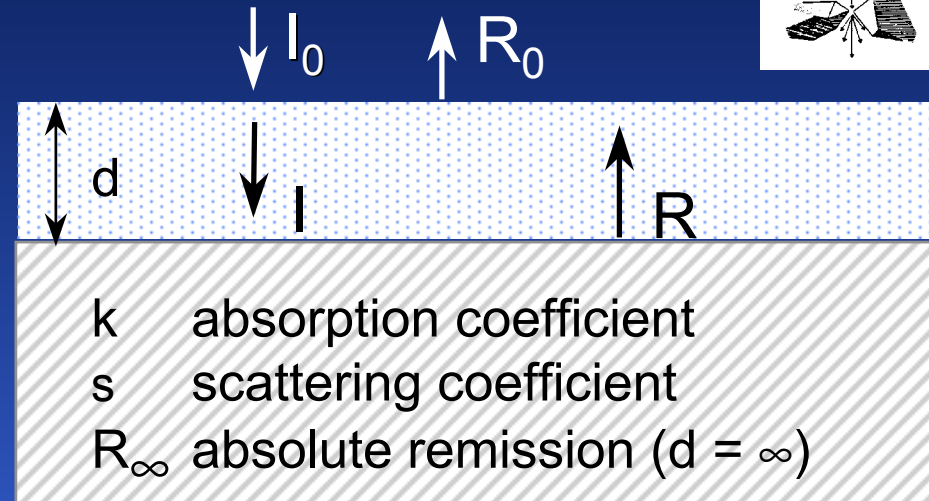 I₀ R₀
d
I
R
k absorption coefficient
s scattering coefficient
R∞ absolute remission (d = ∞)